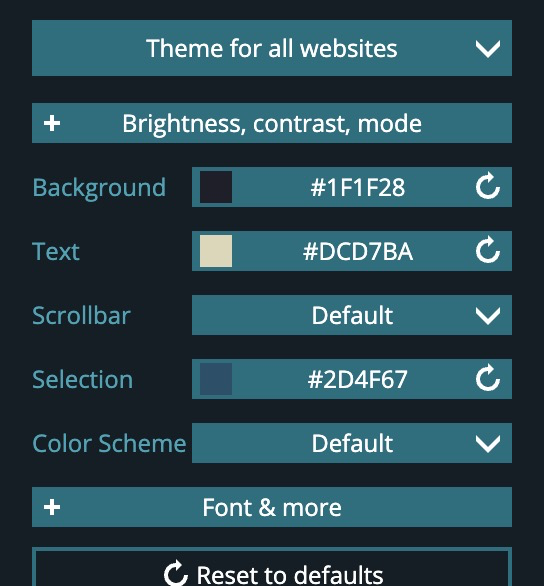 Theme for all websites
+ Brightness, contrast, mode
Background #1F1F28
Text #DCD7BA
Scrollbar Default
Selection #2D4F67
Color Scheme Default
+ Font & more
Reset to defaults